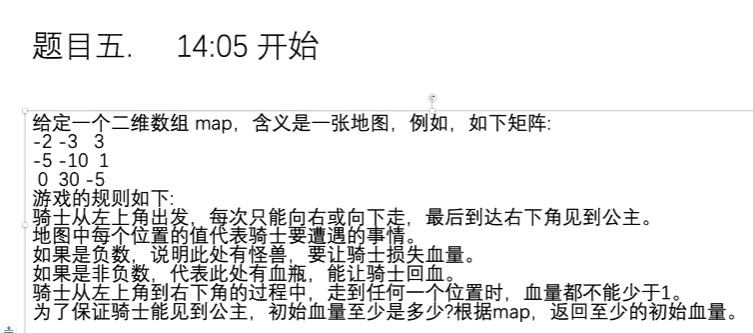 题目五. 14:05 开始
给定一个二维数组 map，含义是一张地图，例如，如下矩阵:
-2 -3 3
-5 -10 1
0 30 -5
游戏的规则如下:
骑士从左上角出发，每次只能向右或向下走，最后到达右下角见到公主。
地图中每个位置的值代表骑士要遭遇的事情。
如果是负数，说明此处有怪兽，要让骑士损失血量。
如果是非负数，代表此处有血瓶，能让骑士回血。
骑士从左上角到右下角的过程中，走到任何一个位置时，血量都不能少于1。
为了保证骑士能见到公主，初始血量至少是多少?根据map，返回至少的初始血量。